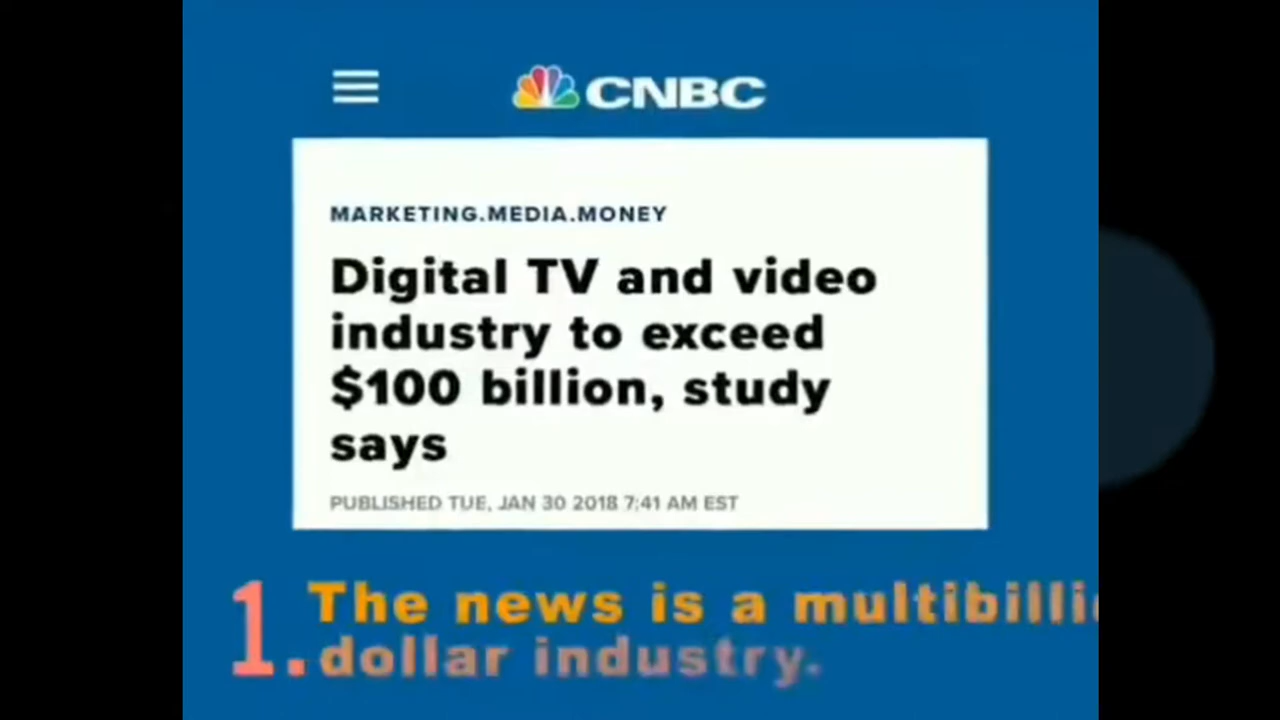 CNBC
MARKETING.MEDIA.MONEY
Digital TV and video
industry to exceed
$100 billion, study
says
PUBLISHED TUE, JAN 30 2018 7:41 AM EST
1. The news is a multibilli
dollar industry.